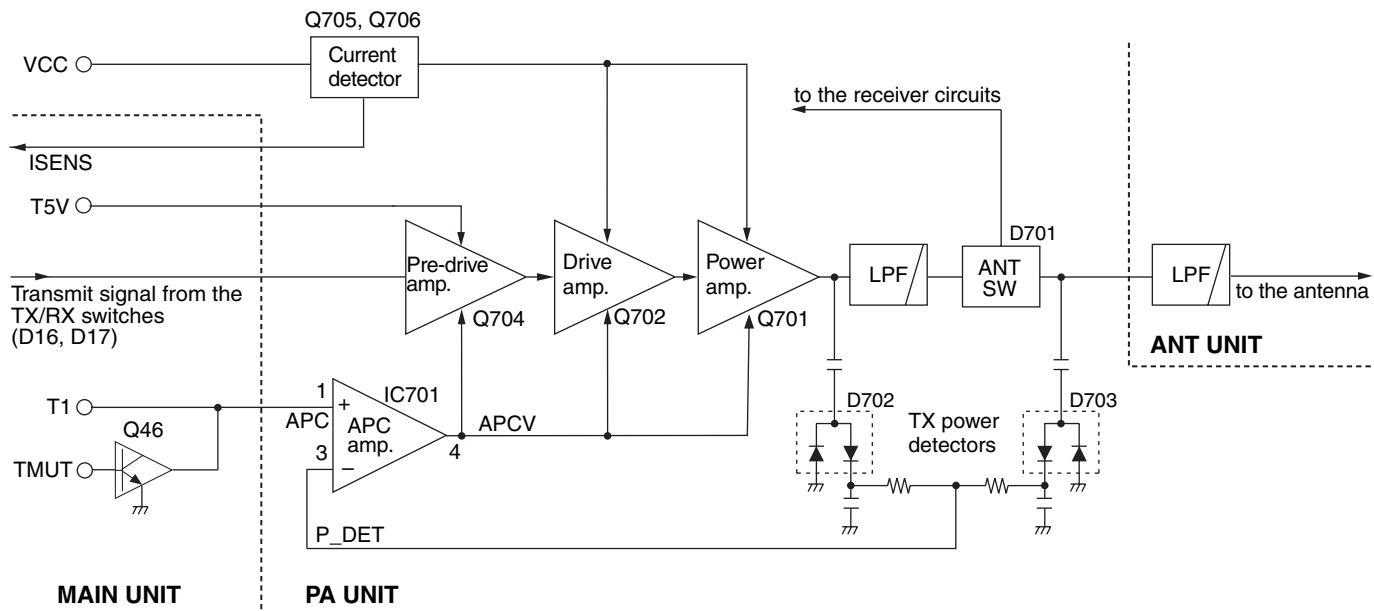 Q705, Q706
VCC
Current
detector
to the receiver circuits
ISENS
T5V
D701
Pre-drive
amp.
Drive
amp.
Power
amp.
LPF
ANT
SW
LPF
to the antenna
Transmit signal from the
TX/RX switches
(D16, D17)
Q704
Q702
Q701
ANT UNIT
T1
1
APC
+
IC701
APC
amp.
3
–
4
APCV
D702
TX power
detectors
D703
Q46
TMUT
P_DET
MAIN UNIT
PA UNIT